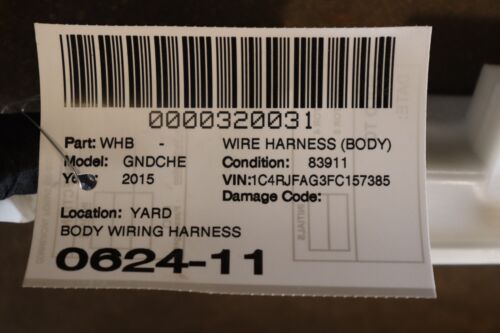 0000320031
Part: WHB - WIRE HARNESS (BODY)
Model: GNDCHE Condition: 83911
2015 VIN:1C4RJFAG3FC157385
Damage Code:
Location: YARD
BODY WIRING HARNESS
0624-11